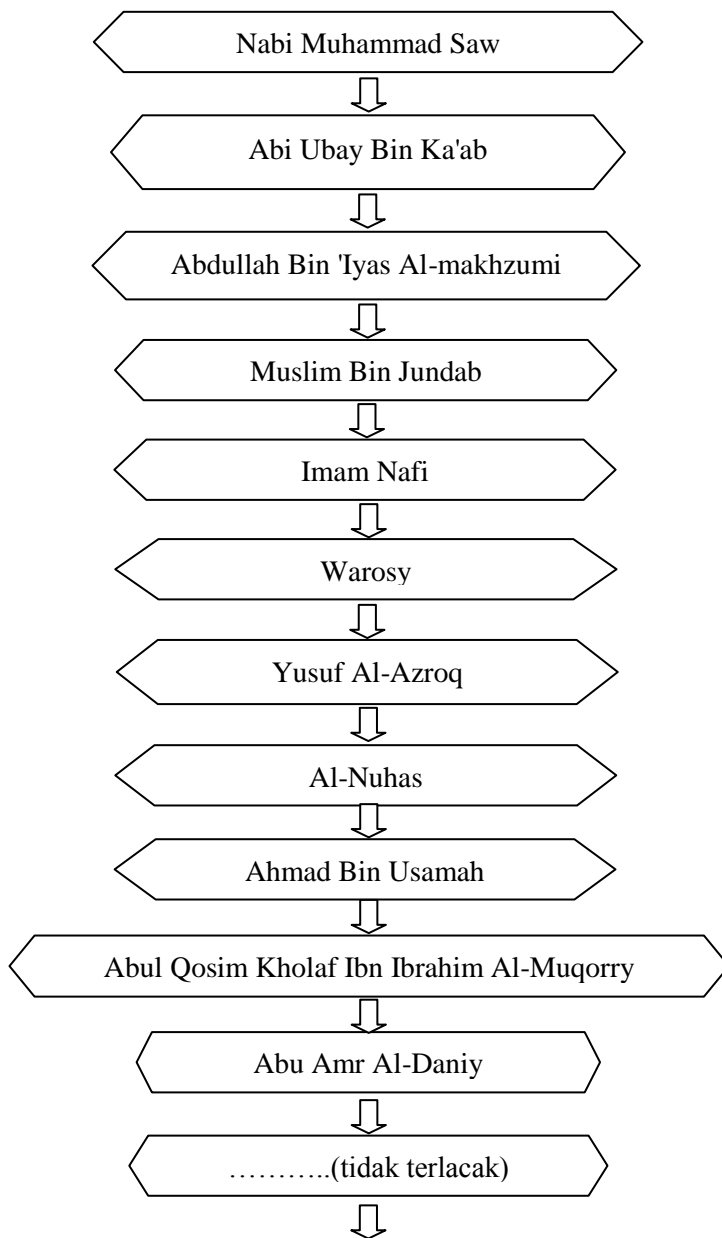 Nabi Muhammad Saw
Abi Ubay Bin Ka'ab
Abdullah Bin 'Iyas Al-makhzumi
Muslim Bin Jundab
Imam Nafi
Warosy
Yusuf Al-Azroq
Al-Nuhas
Ahmad Bin Usamah
Abul Qosim Kholaf Ibn Ibrahim Al-Muqorry
Abu Amr Al-Daniy
………..(tidak terlacak)